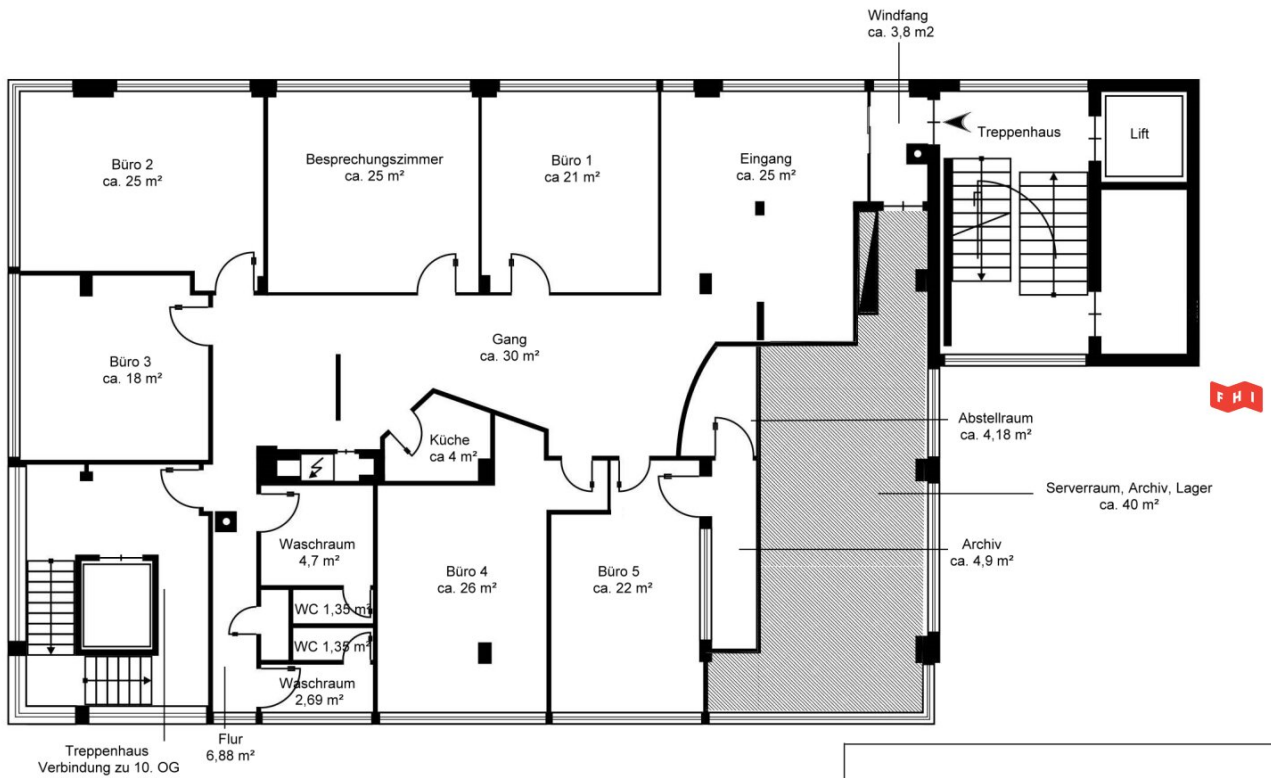 Windfang
ca. 3,8 m2
Treppenhaus
Lift
Büro 2
ca. 25 m²
Besprechungszimmer
ca. 25 m²
Büro 1
ca 21 m²
Eingang
ca. 25 m²
Büro 3
ca. 18 m²
Gang
ca. 30 m²
FHI
Küche
ca 4 m²
Abstellraum
ca. 4,18 m²
Serverraum, Archiv, Lager
ca. 40 m²
Archiv
ca. 4,9 m²
Waschraum
4,7 m²
Büro 4
ca. 26 m²
Büro 5
ca. 22 m²
WC 1,35 m²
WC 1,35 m²
Waschraum
2,69 m²
Flur
6,88 m²
Treppenhaus
Verbindung zu 10. OG